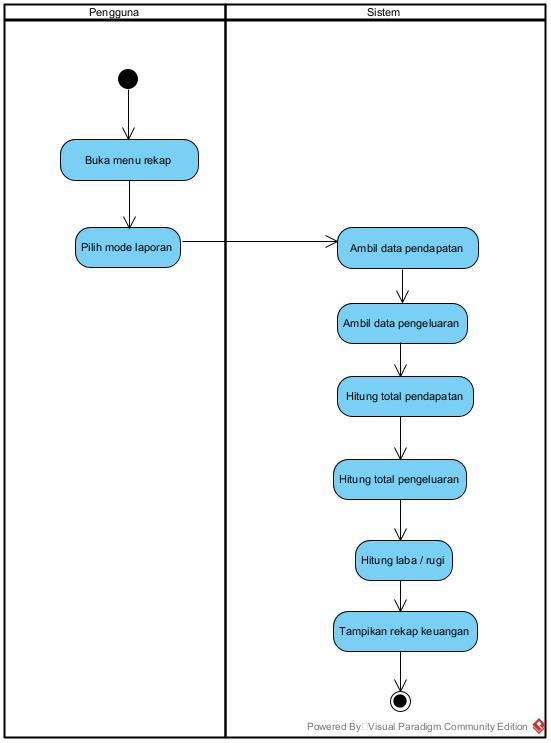 Pengguna
Sistem
Buka menu rekap
Pilih mode laporan
Ambil data pendapatan
Ambil data pengeluaran
Hitung total pendapatan
Hitung total pengeluaran
Hitung laba / rugi
Tampikan rekap keuangan
Powered By Visual Paradigm Community Edition